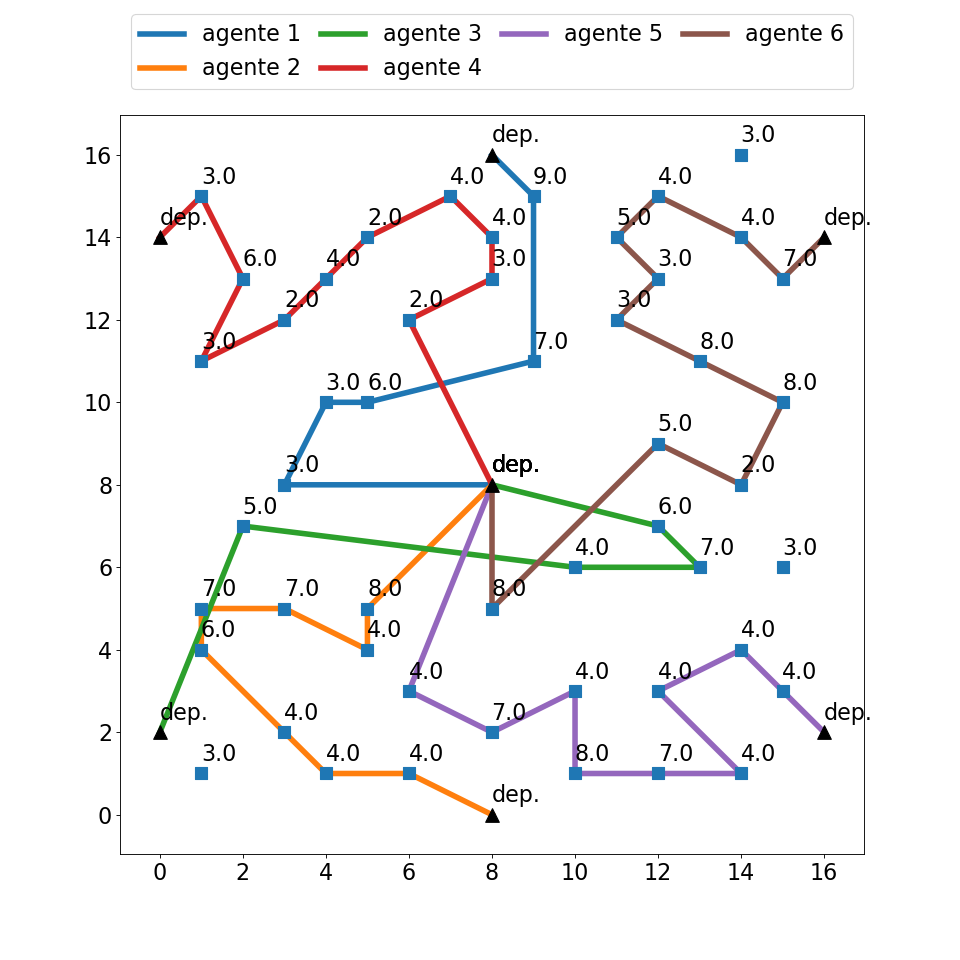 agente 1 agente 3 agente 5 agente 6
agente 2 agente 4
dep. 3.0
16
3.0 4.0 9.0 4.0
dep. 2.0 4.0 5.0 4.0 dep.
14
6.0 4.0 3.0 3.0 7.0
2.0 2.0 3.0
12
3.0 7.0 8.0
3.0 6.0 8.0
10
5.0
3.0 dep. 2.0
8
5.0 6.0
4.0 7.0 3.0
6
7.0 7.0 8.0 8.0
6.0 4.0 4.0
4
4.0 4.0 4.0 4.0
dep. 4.0 7.0 dep.
2
3.0 4.0 4.0 8.0 7.0 4.0
dep.
0
0 2 4 6 8 10 12 14 16